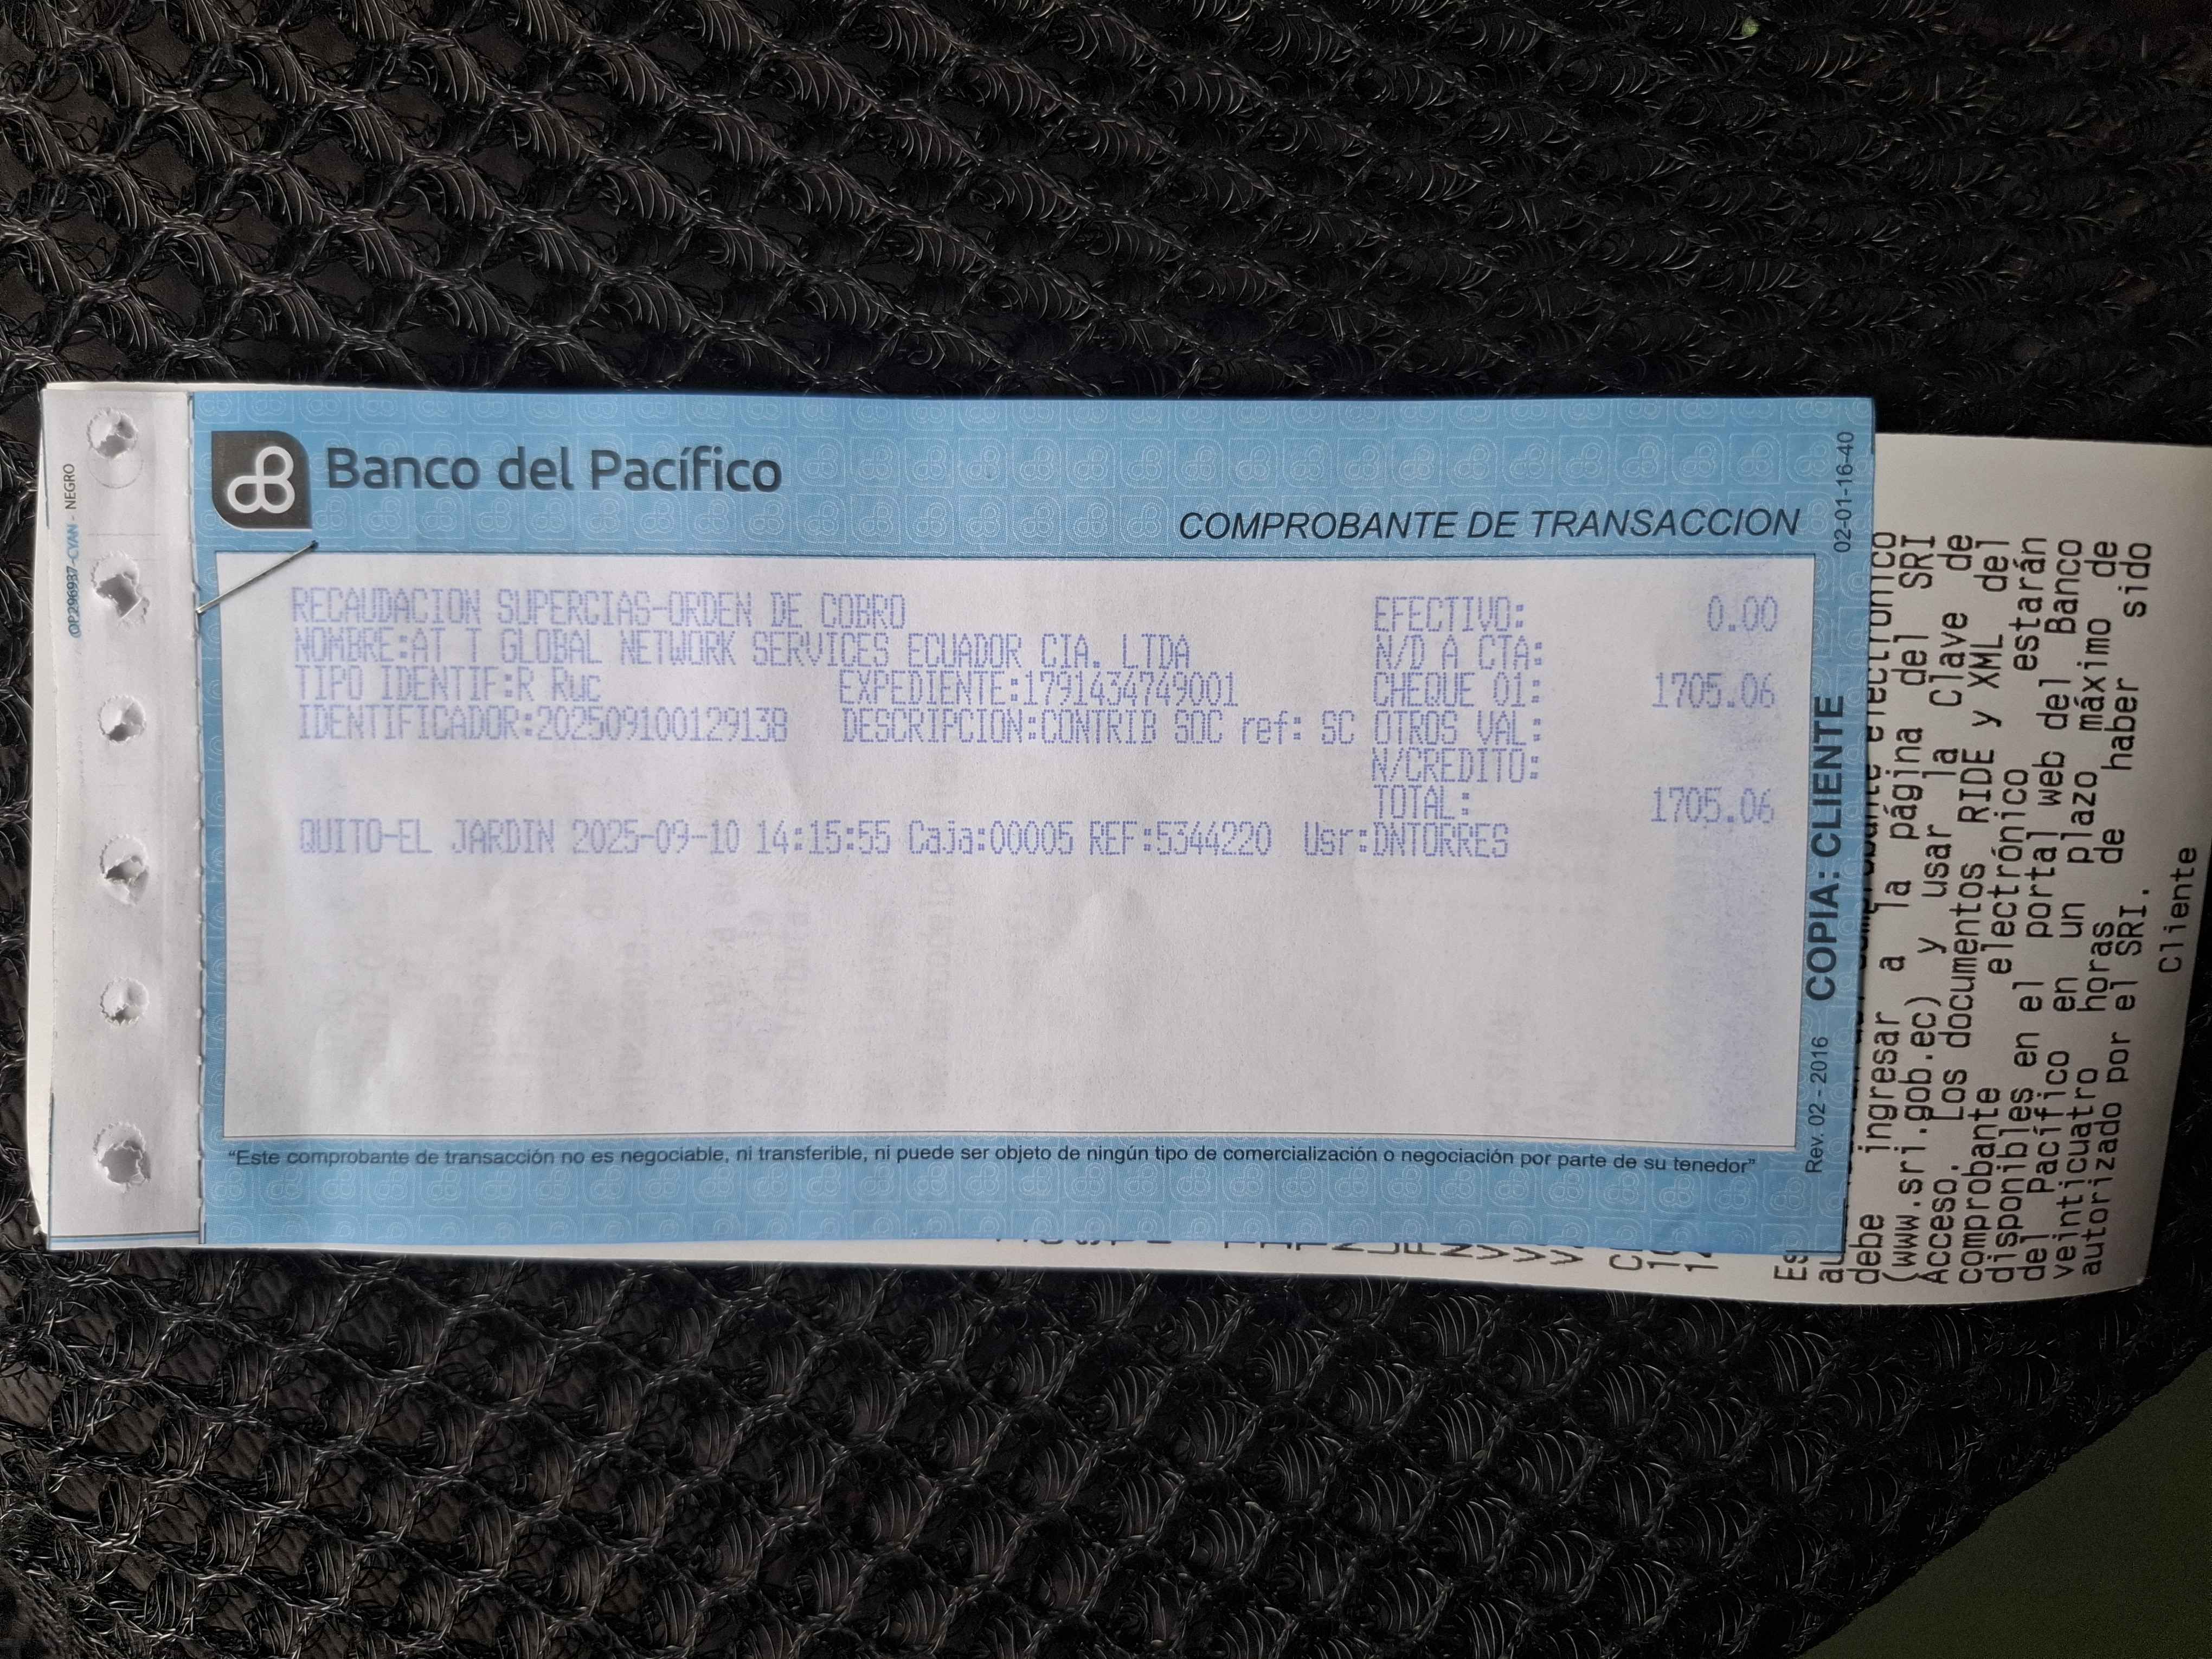 OP296987-CYAN - NEGRO
Banco del Pacífico
COMPROBANTE DE TRANSACCION
02-01-16-40
RECAUDACION SUPERCIAS-ORDEN DE COBRO
EFECTIVO: 0.00
NOMBRE:AT T GLOBAL NETWORK SERVICES ECUADOR CIA. LTDA
N/D A CTA:
TIPO IDENTIF:R Ruc EXPEDIENTE:1791434749001
CHEQUE 01: 1705.06
IDENTIFICADOR:202509100129138 DESCRIPCION:CONTRIB SOC ref: SC
OTROS VAL:
N/CREDITO:
TOTAL: 1705.06
QUITO-EL JARDIN 2025-09-10 14:15:55 Caja:00005 REF:5344220 Usr:DNTORRES
"Este comprobante de transacción no es negociable, ni transferible, ni puede ser objeto de ningún tipo de comercialización o negociación por parte de su tenedor"
Rev. 02 - 2016 COPIA: CLIENTE
electrónico
debe ingresar a la página del SRI
(www.sri.gob.ec) y usar la Clave de
Acceso. Los documentos RIDE y XML del
comprobante electrónico estarán
disponibles en el portal web del Banco
del Pacífico en un plazo máximo de
veinticuatro horas de haber sido
autorizado por el SRI.
Cliente